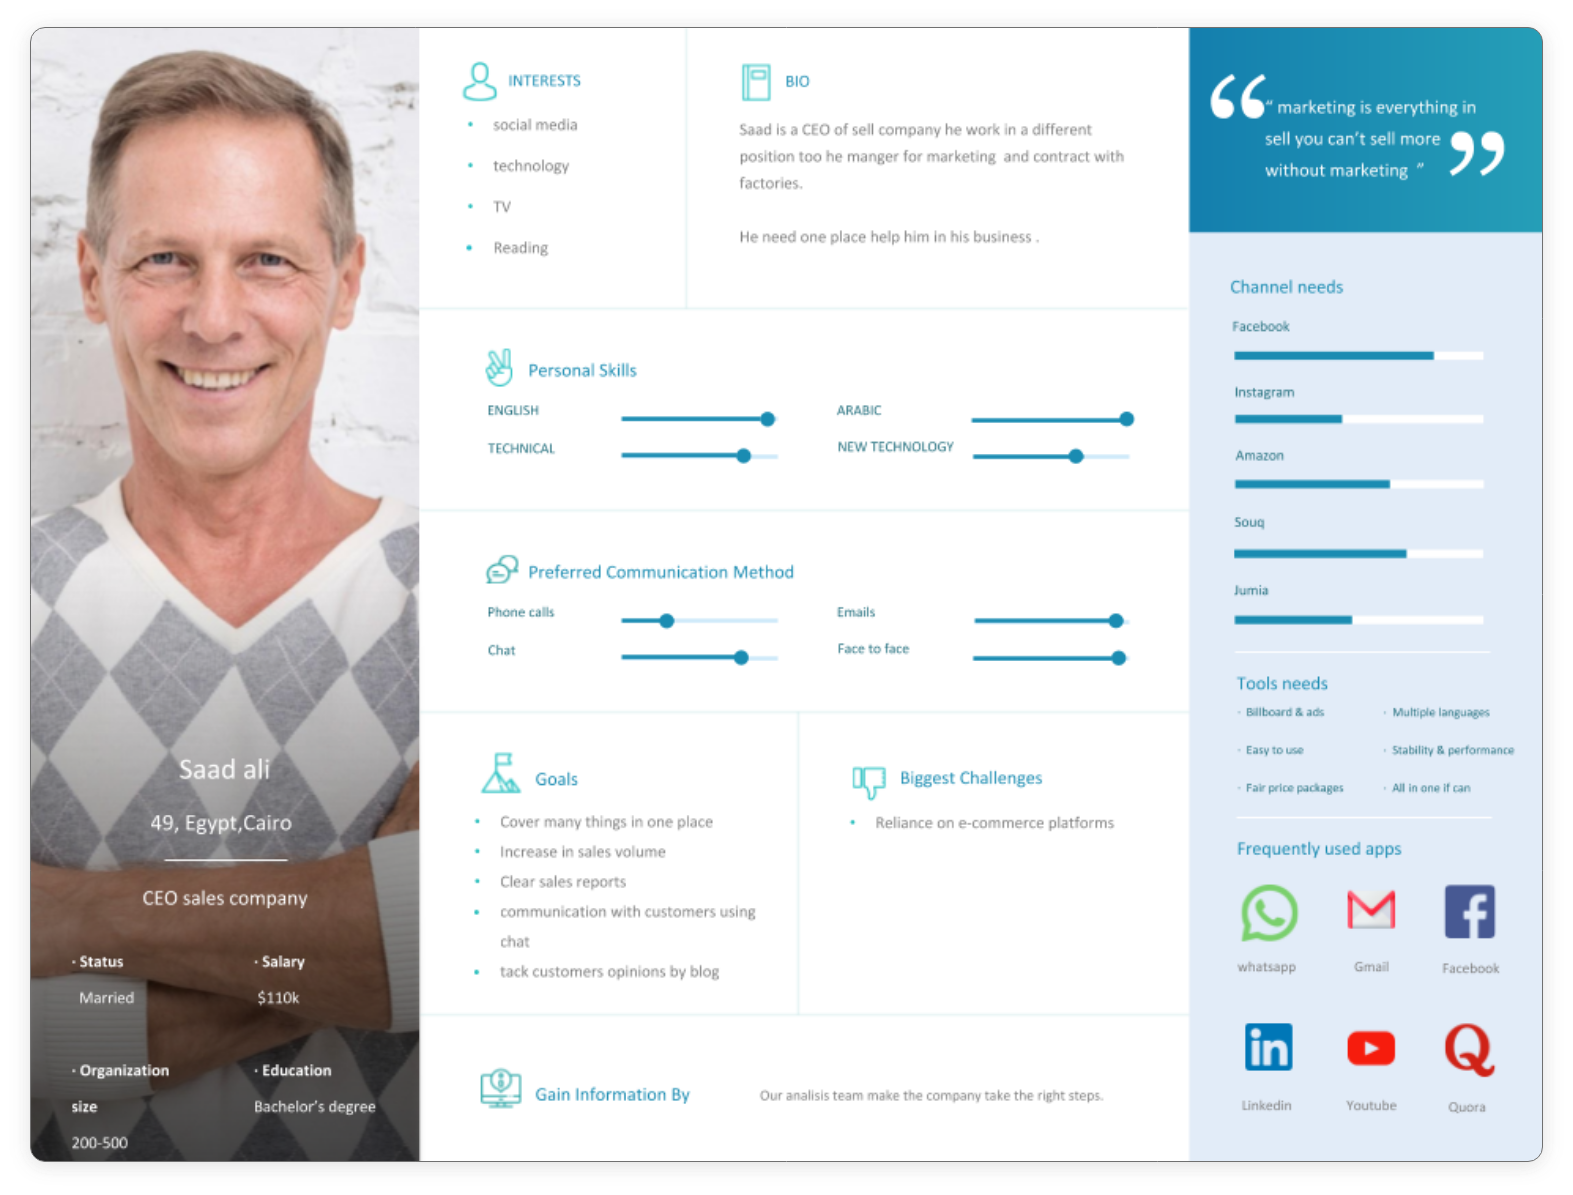 Saad ali
49, Egypt,Cairo
CEO sales company
· Status
Married
· Salary
$110k
· Organization
size
200-500
· Education
Bachelor's degree
INTERESTS
• social media
• technology
• TV
• Reading
BIO
Saad is a CEO of sell company he work in a different
position too he manger for marketing and contract with
factories.
He need one place help him in his business .
Personal Skills
ENGLISH
ARABIC
TECHNICAL
NEW TECHNOLOGY
Preferred Communication Method
Phone calls
Emails
Chat
Face to face
Goals
• Cover many things in one place
• Increase in sales volume
• Clear sales reports
• communication with customers using
chat
• tack customers opinions by blog
Biggest Challenges
• Reliance on e-commerce platforms
Gain Information By
Our analisis team make the company take the right steps.
“ marketing is everything in
sell you can't sell more
without marketing ”
Channel needs
Facebook
Instagram
Amazon
Souq
Jumia
Tools needs
· Billboard & ads
· Multiple languages
· Easy to use
· Stability & performance
· Fair price packages
· All in one if can
Frequently used apps
whatsapp
Gmail
Facebook
Linkedin
Youtube
Quora